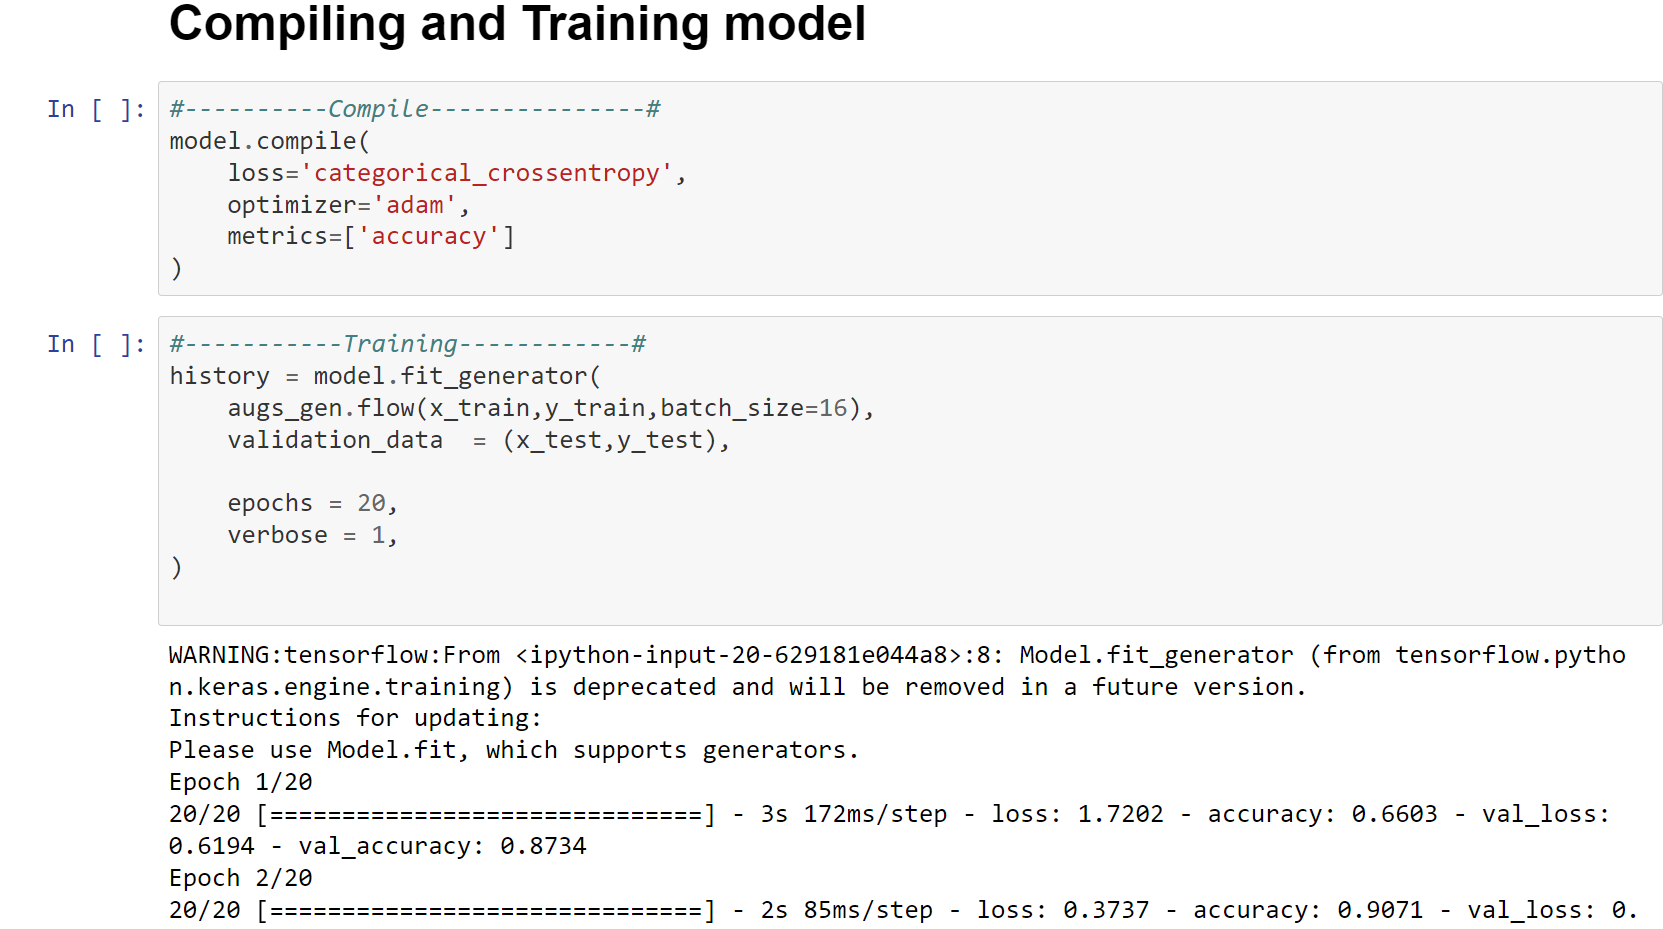 Compiling and Training model
In [ ]:
#----------Compile---------------#
model.compile(
    loss='categorical_crossentropy',
    optimizer='adam',
    metrics=['accuracy']
)
In [ ]:
#-----------Training------------#
history = model.fit_generator(
    augs_gen.flow(x_train,y_train,batch_size=16),
    validation_data  = (x_test,y_test),
    epochs = 20,
    verbose = 1,
)
WARNING:tensorflow:From <ipython-input-20-629181e044a8>:8: Model.fit_generator (from tensorflow.pytho
n.keras.engine.training) is deprecated and will be removed in a future version.
Instructions for updating:
Please use Model.fit, which supports generators.
Epoch 1/20
20/20 [==============================] - 3s 172ms/step - loss: 1.7202 - accuracy: 0.6603 - val_loss:
0.6194 - val_accuracy: 0.8734
Epoch 2/20
20/20 [==============================] - 2s 85ms/step - loss: 0.3737 - accuracy: 0.9071 - val_loss: 0.